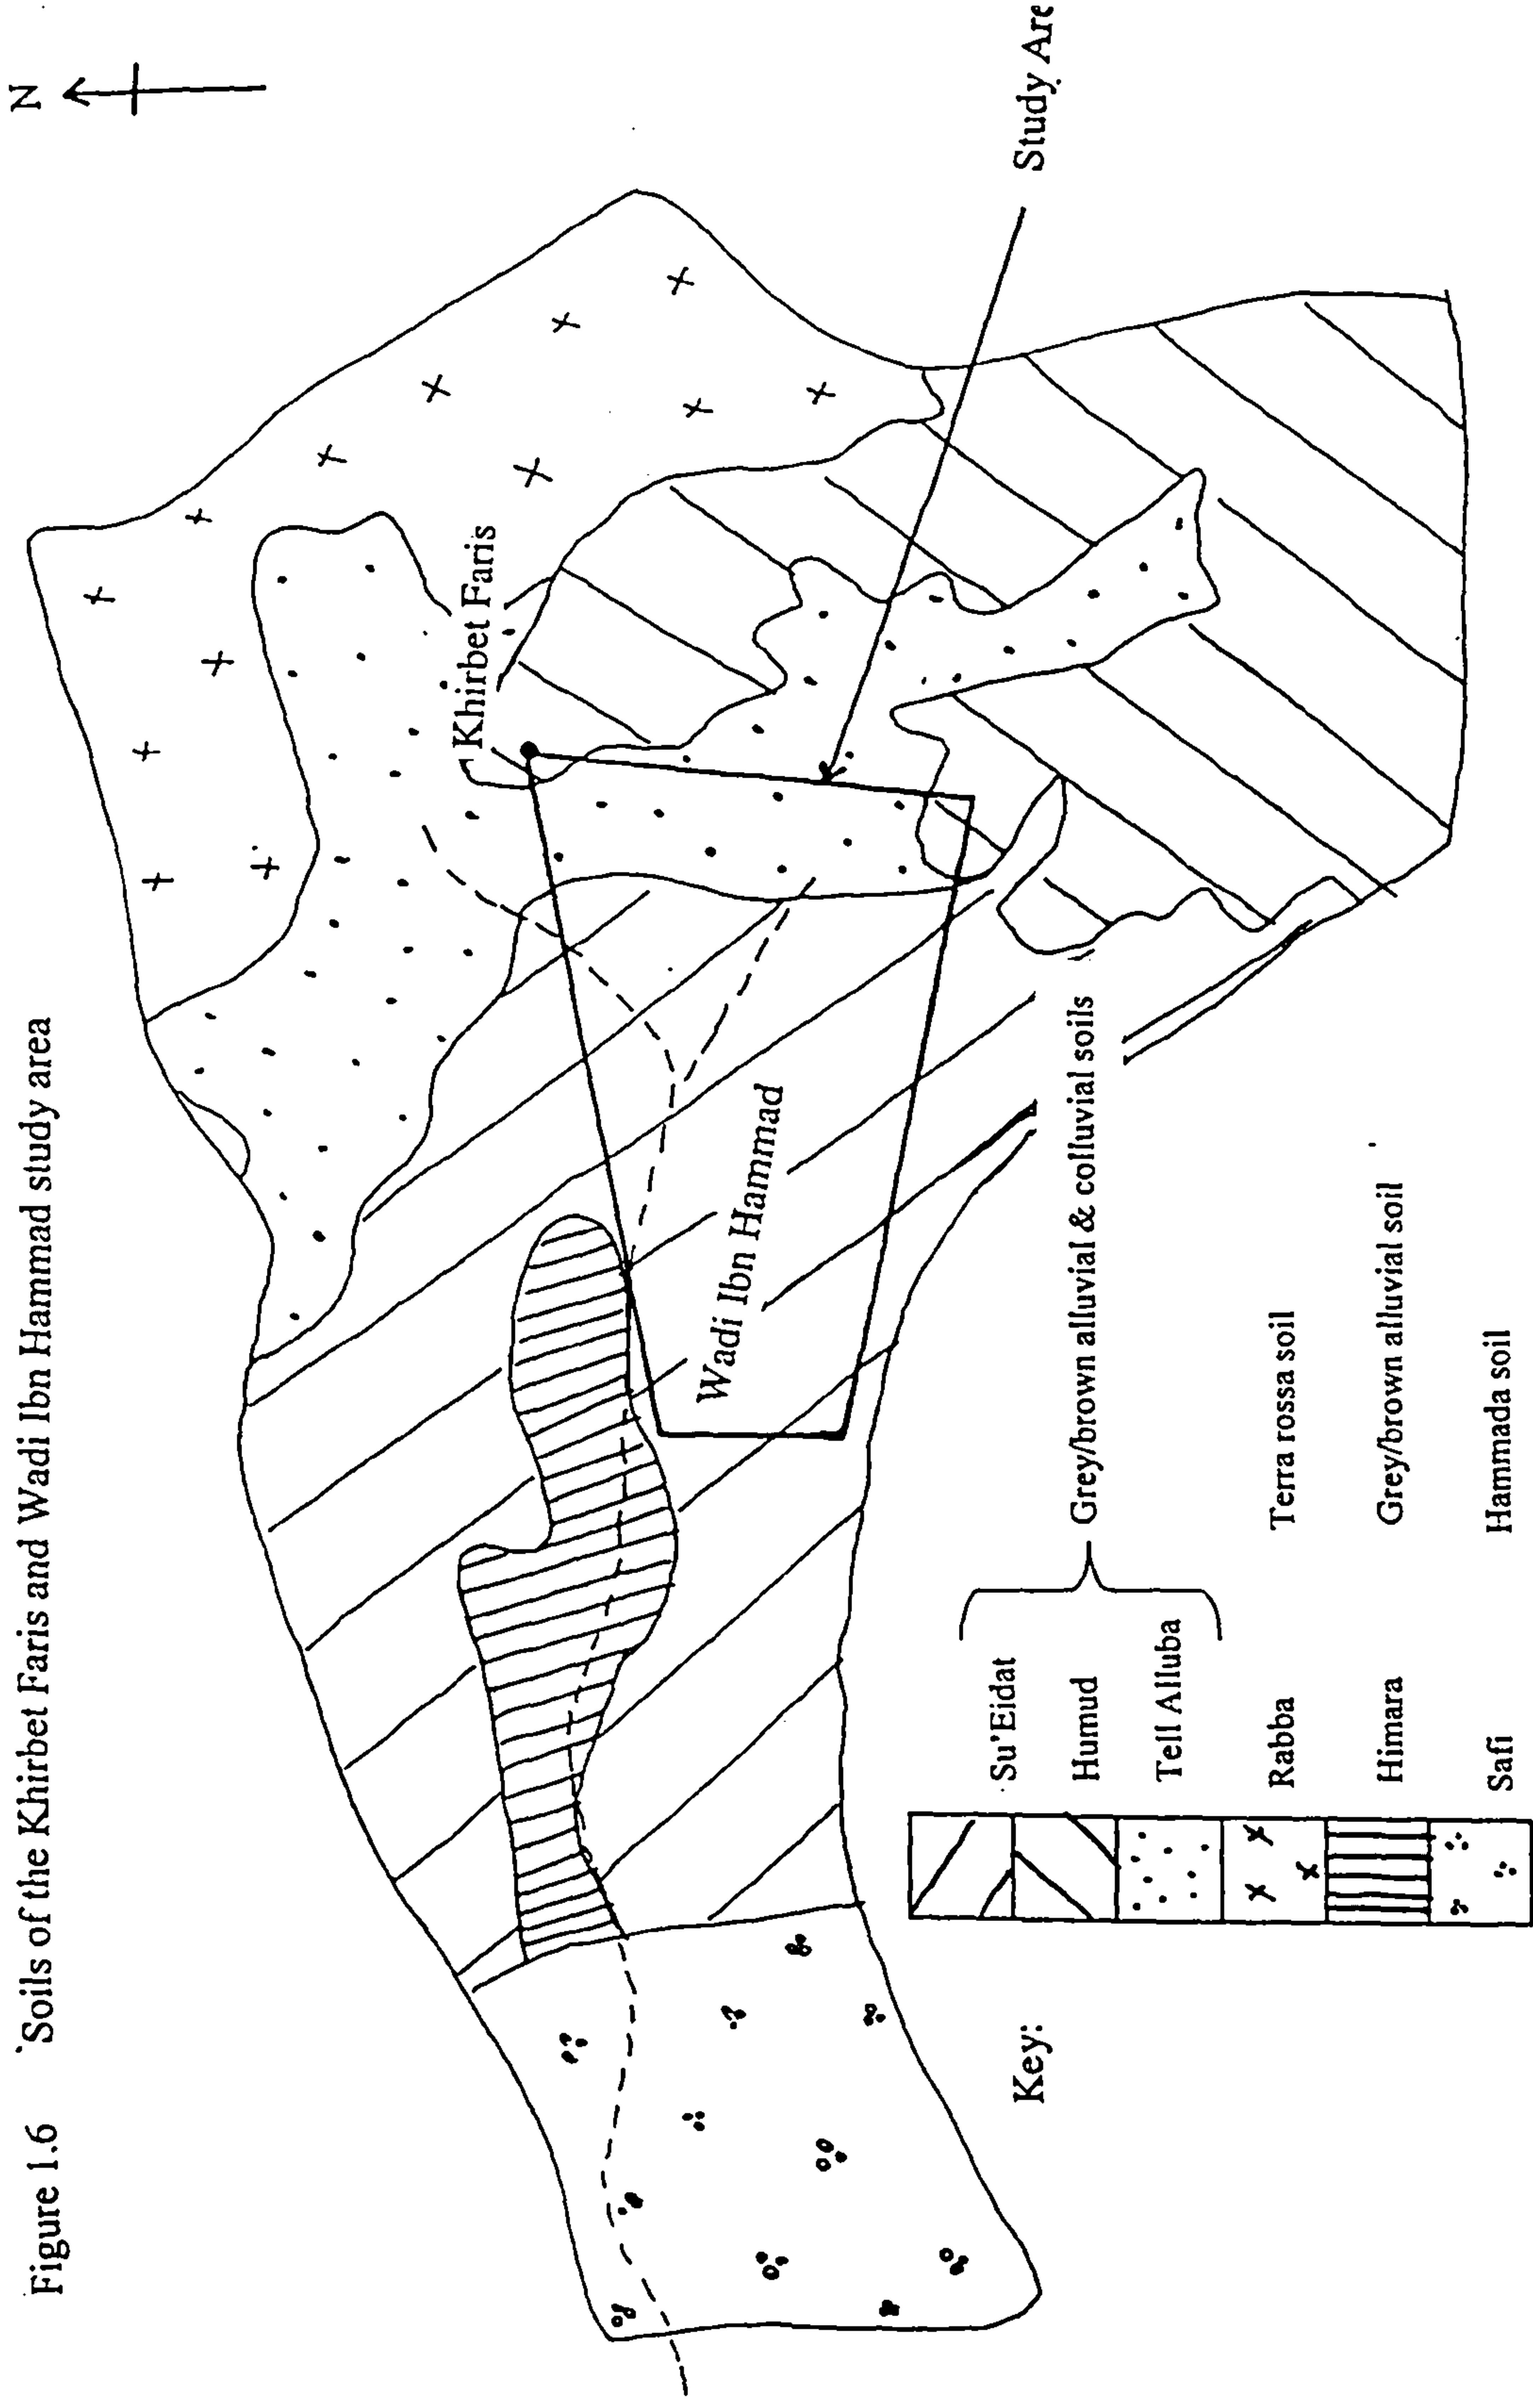 Figure 1.6 Soils of the Khirbet Faris and Wadi Ibn Hammad study area
N
Khirbet Faris
Wadi Ibn Hammad
Study Are
Key:
Su'Eidat
Humud
Tell Alluba
Grey/brown alluvial & colluvial soils
Rabba Terra rossa soil
Himara Grey/brown alluvial soil
Safi Hammada soil